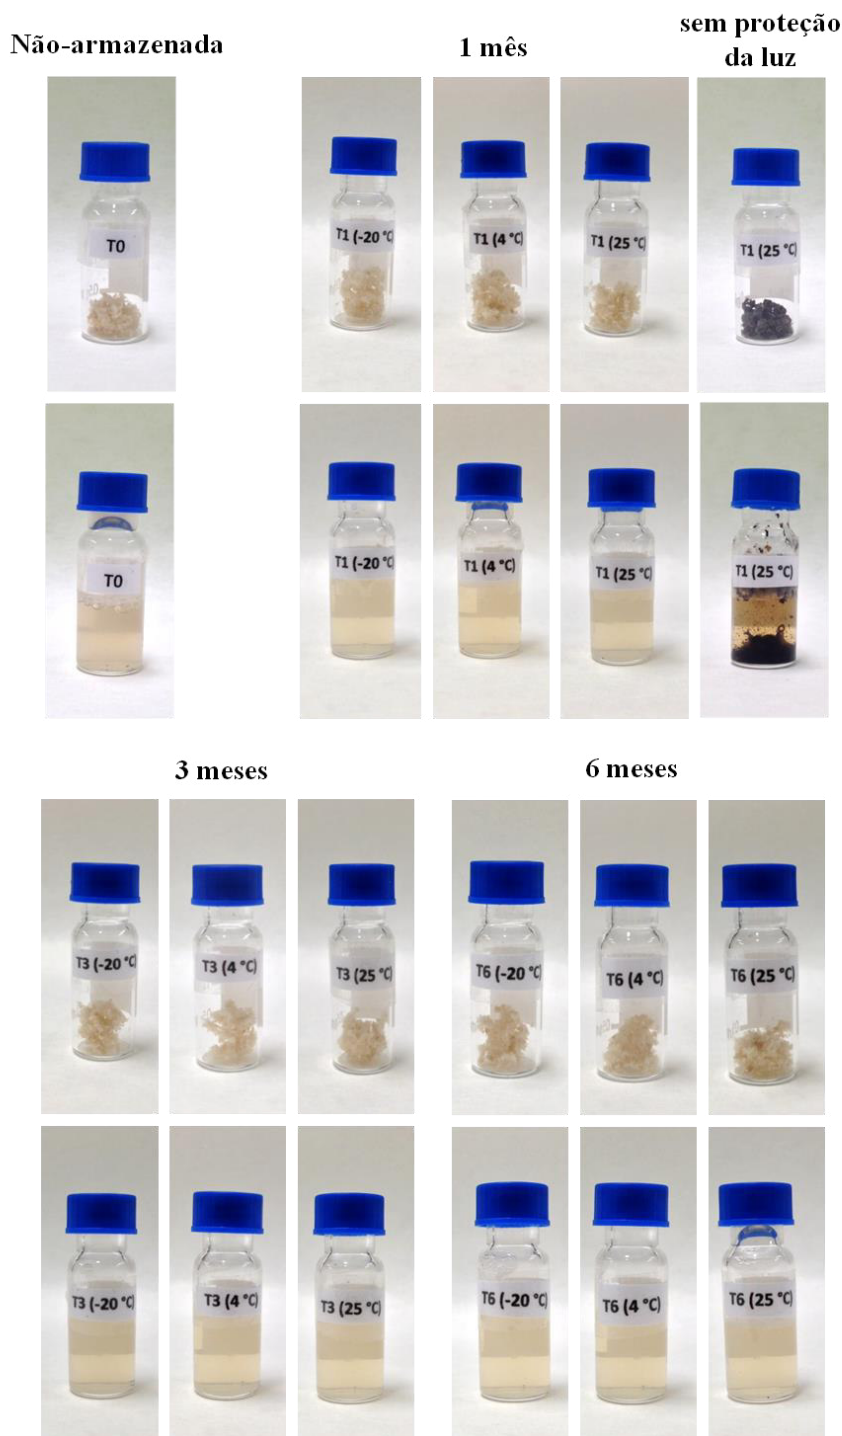 Não-armazenada
1 mês
sem proteção
da luz
T0
T1 (-20 °C)
T1 (4 °C)
T1 (25 °C)
T1 (25 °C)
T0
T1 (-20 °C)
T1 (4 °C)
T1 (25 °C)
T1 (25 °C)
3 meses
6 meses
T3 (-20 °C)
T3 (4 °C)
T3 (25 °C)
T6 (-20 °C)
T6 (4 °C)
T6 (25 °C)
T3 (-20 °C)
T3 (4 °C)
T3 (25 °C)
T6 (-20 °C)
T6 (4 °C)
T6 (25 °C)